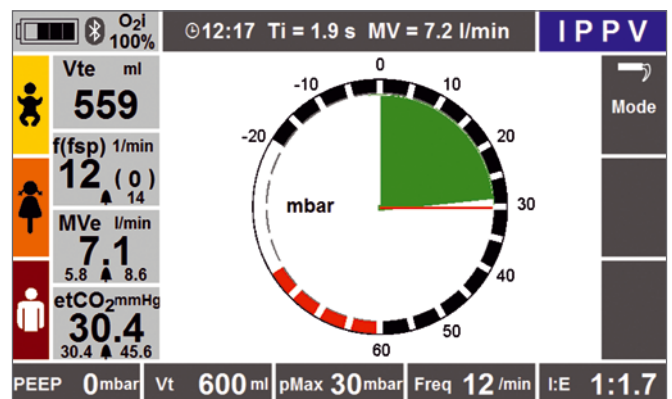 O2i
100%
12:17 Ti = 1.9 s MV = 7.2 l/min
IPPV
Vte ml
559
f(fsp) 1/min
12 (0)
14
MVe l/min
7.1
5.8 8.6
etCO2mmHg
30.4
30.4 45.6
0
10
20
30
40
50
60
-10
-20
mbar
Mode
PEEP 0mbar Vt 600 ml pMax 30mbar Freq 12 /min I:E 1:1.7